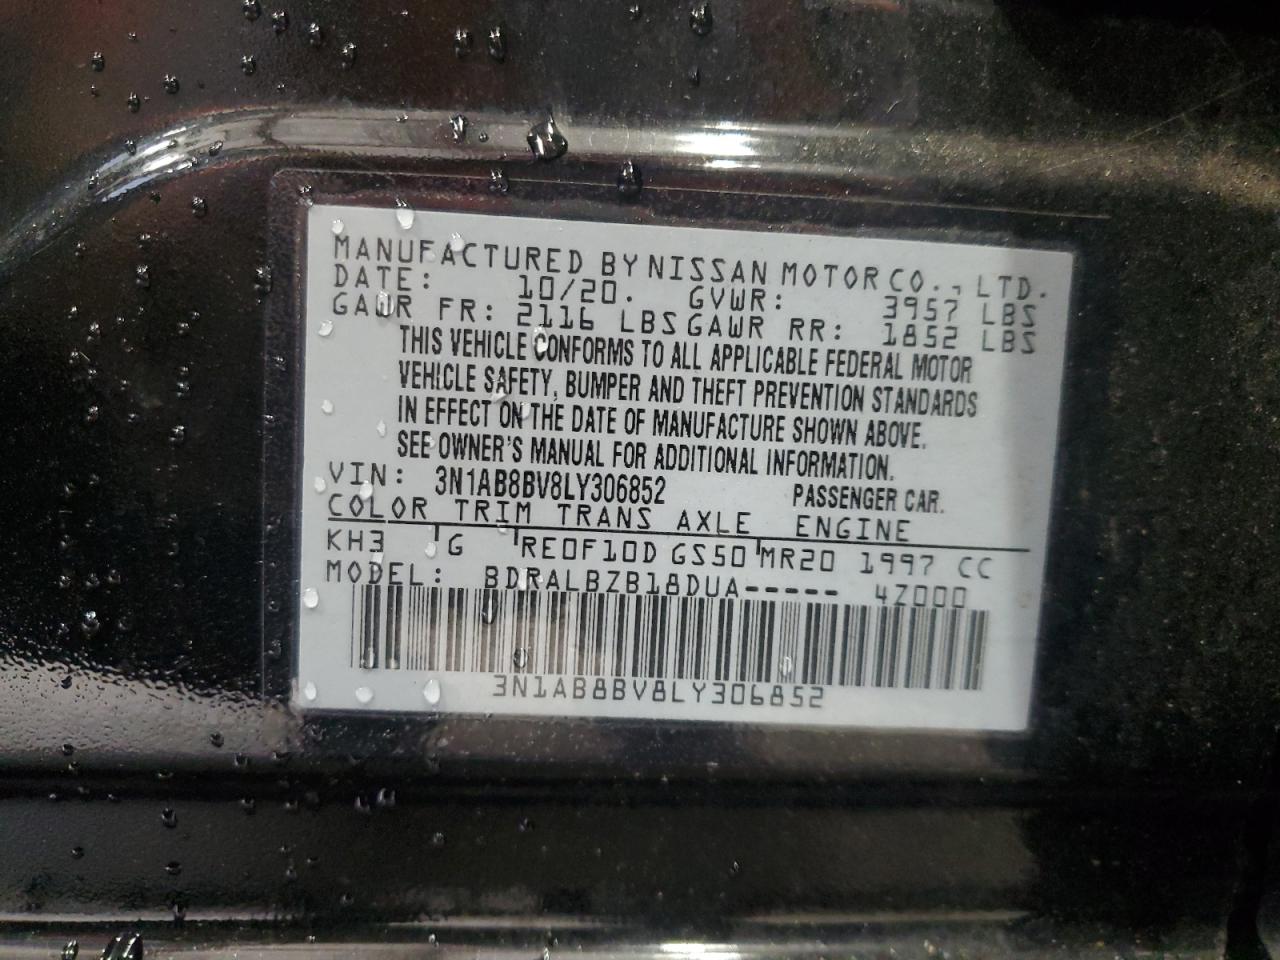 MANUFACTURED BY NISSAN MOTOR CO., LTD.
DATE: 10/20. GVWR: 3957 LBS
GAWR FR: 2116 LBS GAWR RR: 1852 LBS
THIS VEHICLE CONFORMS TO ALL APPLICABLE FEDERAL MOTOR
VEHICLE SAFETY, BUMPER AND THEFT PREVENTION STANDARDS
IN EFFECT ON THE DATE OF MANUFACTURE SHOWN ABOVE.
SEE OWNER'S MANUAL FOR ADDITIONAL INFORMATION.
VIN: 3N1AB8BV8LY306852 PASSENGER CAR.
COLOR TRIM TRANS AXLE ENGINE
KH3 G RE0F10D GS50 MR20 1997 CC
MODEL: BDRALBZB18DUA----- 4Z000
3N1AB8BV8LY306852